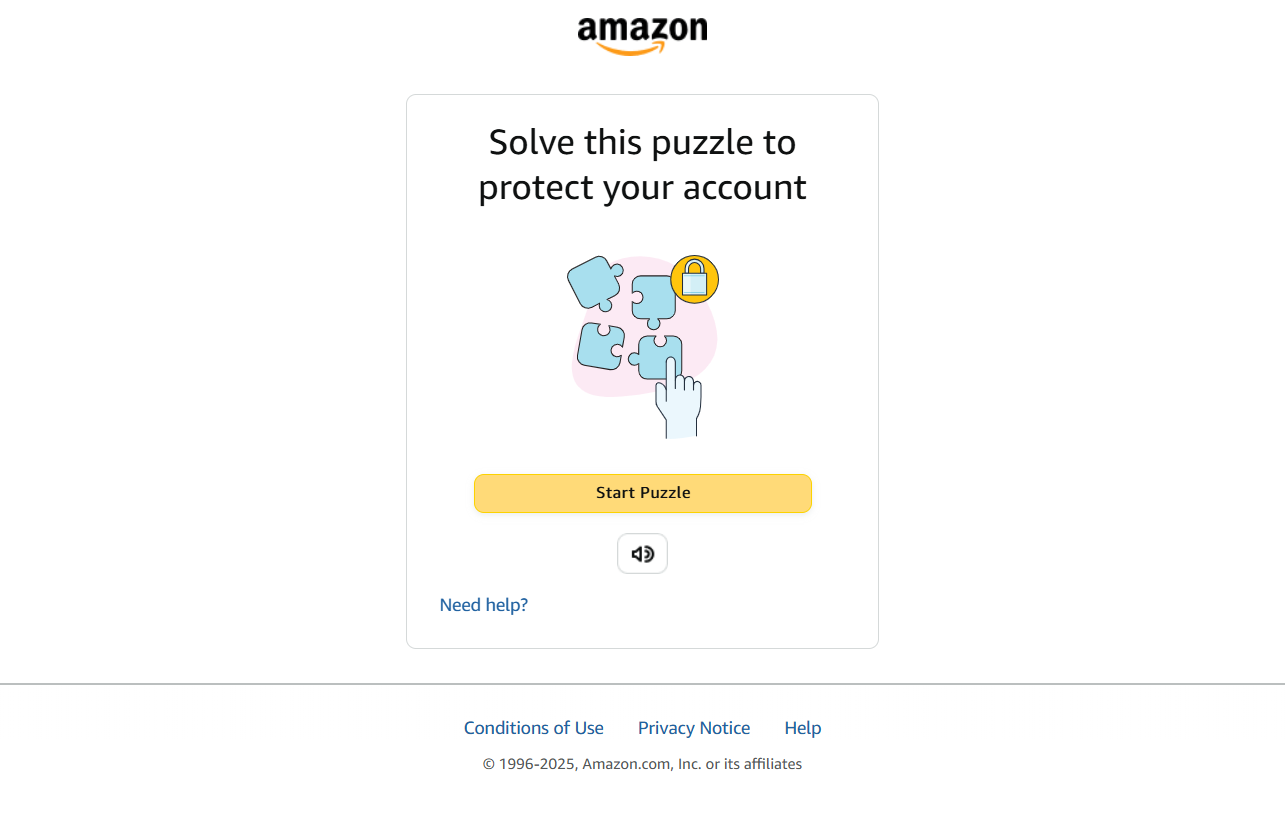 amazon
Solve this puzzle to
protect your account
Start Puzzle
Need help?
Conditions of Use Privacy Notice Help
© 1996-2025, Amazon.com, Inc. or its affiliates